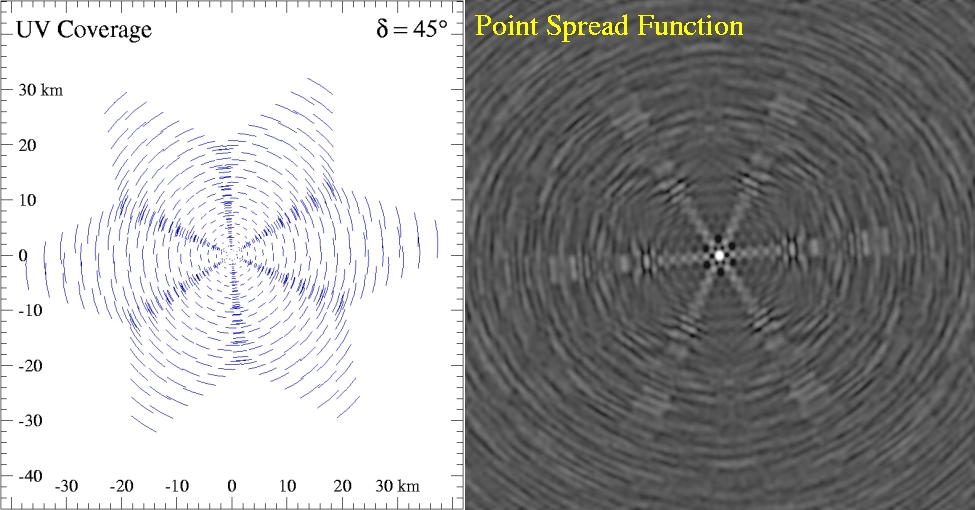 UV Coverage
δ = 45°
Point Spread Function
30 km
20
10
0
-10
-20
-30
-40
-30 -20 -10 0 10 20 30 km